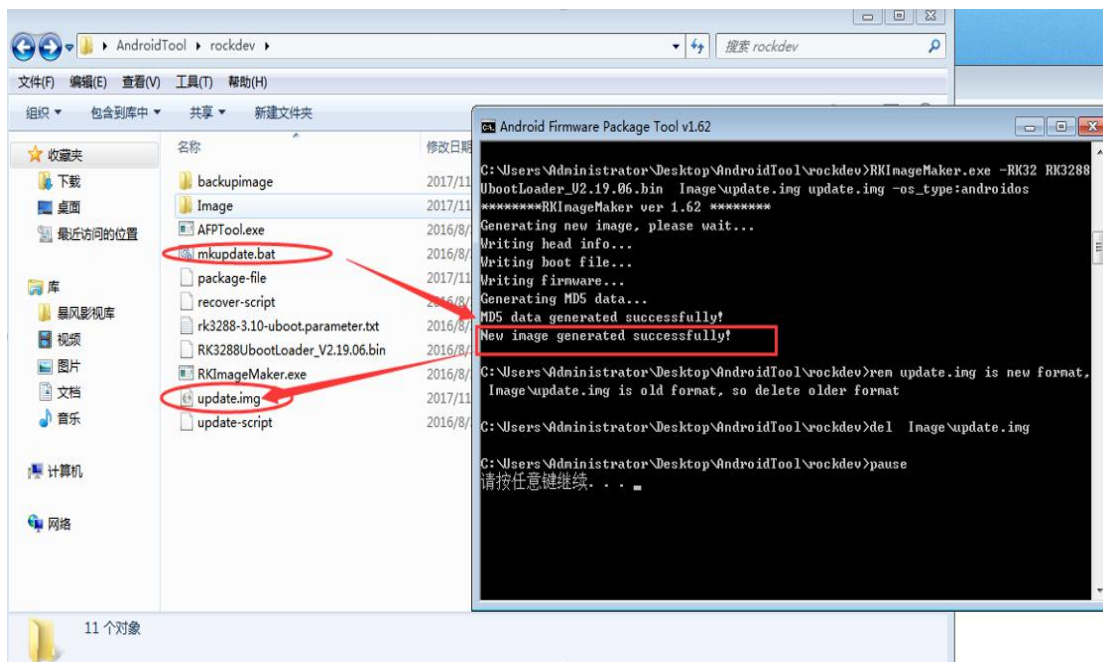 AndroidTool ▸ rockdev ▸
搜索 rockdev
文件(F) 编辑(E) 查看(V) 工具(T) 帮助(H)
组织 包含到库中 共享 新建文件夹
收藏夹
下载
桌面
最近访问的位置
库
暴风影视库
视频
图片
文档
音乐
计算机
网络
名称 修改日期
backupimage 2017/11
Image 2017/11
AFPTool.exe 2016/8/
mkupdate.bat 2016/8/
package-file 2017/11
recover-script 2016/8/
rk3288-3.10-uboot.parameter.txt 2016/8/
RK3288UbootLoader_V2.19.06.bin 2016/8/
RKImageMaker.exe 2016/8/
update.img 2017/11
update-script 2016/8/
11 个对象
Android Firmware Package Tool v1.62
C:\Users\Administrator\Desktop\AndroidTool\rockdev>RKImageMaker.exe -RK32 RK3288
UbootLoader_V2.19.06.bin Image\update.img update.img -os_type:androidos
********RKImageMaker ver 1.62 ********
Generating new image, please wait...
Writing head info...
Writing boot file...
Writing firmware...
Generating MD5 data...
MD5 data generated successfully!
New image generated successfully!
C:\Users\Administrator\Desktop\AndroidTool\rockdev>rem update.img is new format,
Image\update.img is old format, so delete older format
C:\Users\Administrator\Desktop\AndroidTool\rockdev>del Image\update.img
C:\Users\Administrator\Desktop\AndroidTool\rockdev>pause
请按任意键继续. . .